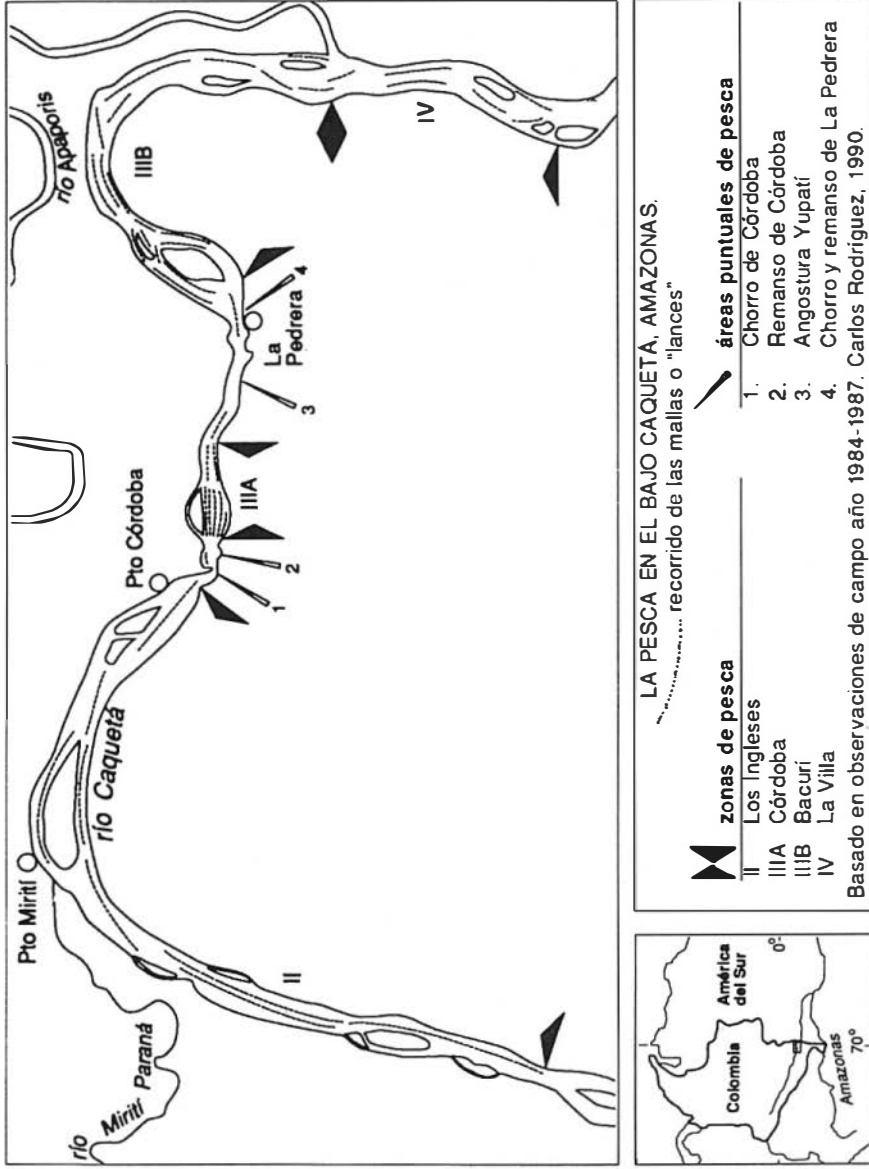 río Mirití Paraná
Pto Mirití
río Caquetá
Pto Córdoba
río Apaporis
II
IIIA
IIIB
IV
1
2
3
4
La
Pedrera
Colombia
América
del Sur
0°
Amazonas
70°
LA PESCA EN EL BAJO CAQUETA, AMAZONAS.
recorrido de las mallas o "lances"
zonas de pesca
II Los Ingleses
IIIA Córdoba
IIIB Bacurí
IV La Villa
áreas puntuales de pesca
1. Chorro de Córdoba
2. Remanso de Córdoba
3. Angostura Yupatí
4. Chorro y remanso de La Pedrera
Basado en observaciones de campo año 1984-1987. Carlos Rodríguez, 1990.